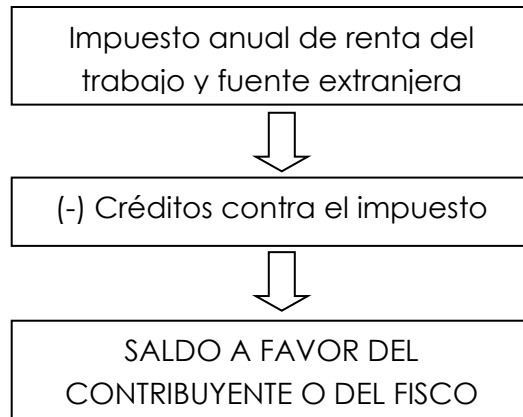 Impuesto anual de renta del
trabajo y fuente extranjera
(-) Créditos contra el impuesto
SALDO A FAVOR DEL
CONTRIBUYENTE O DEL FISCO